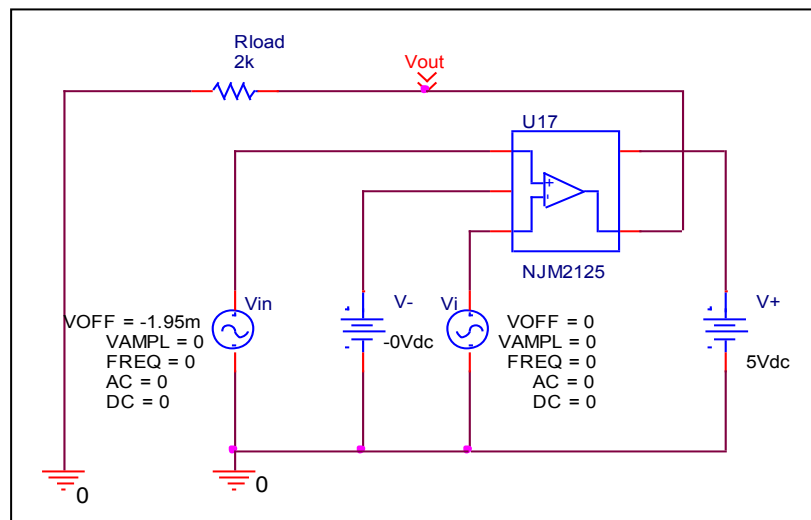 Rload
2k
Vout
U17
+
-
NJM2125
Vin
VOFF = -1.95m
VAMPL = 0
FREQ = 0
AC = 0
DC = 0
V-
-0Vdc
Vi
VOFF = 0
VAMPL = 0
FREQ = 0
AC = 0
DC = 0
V+
5Vdc
0
0